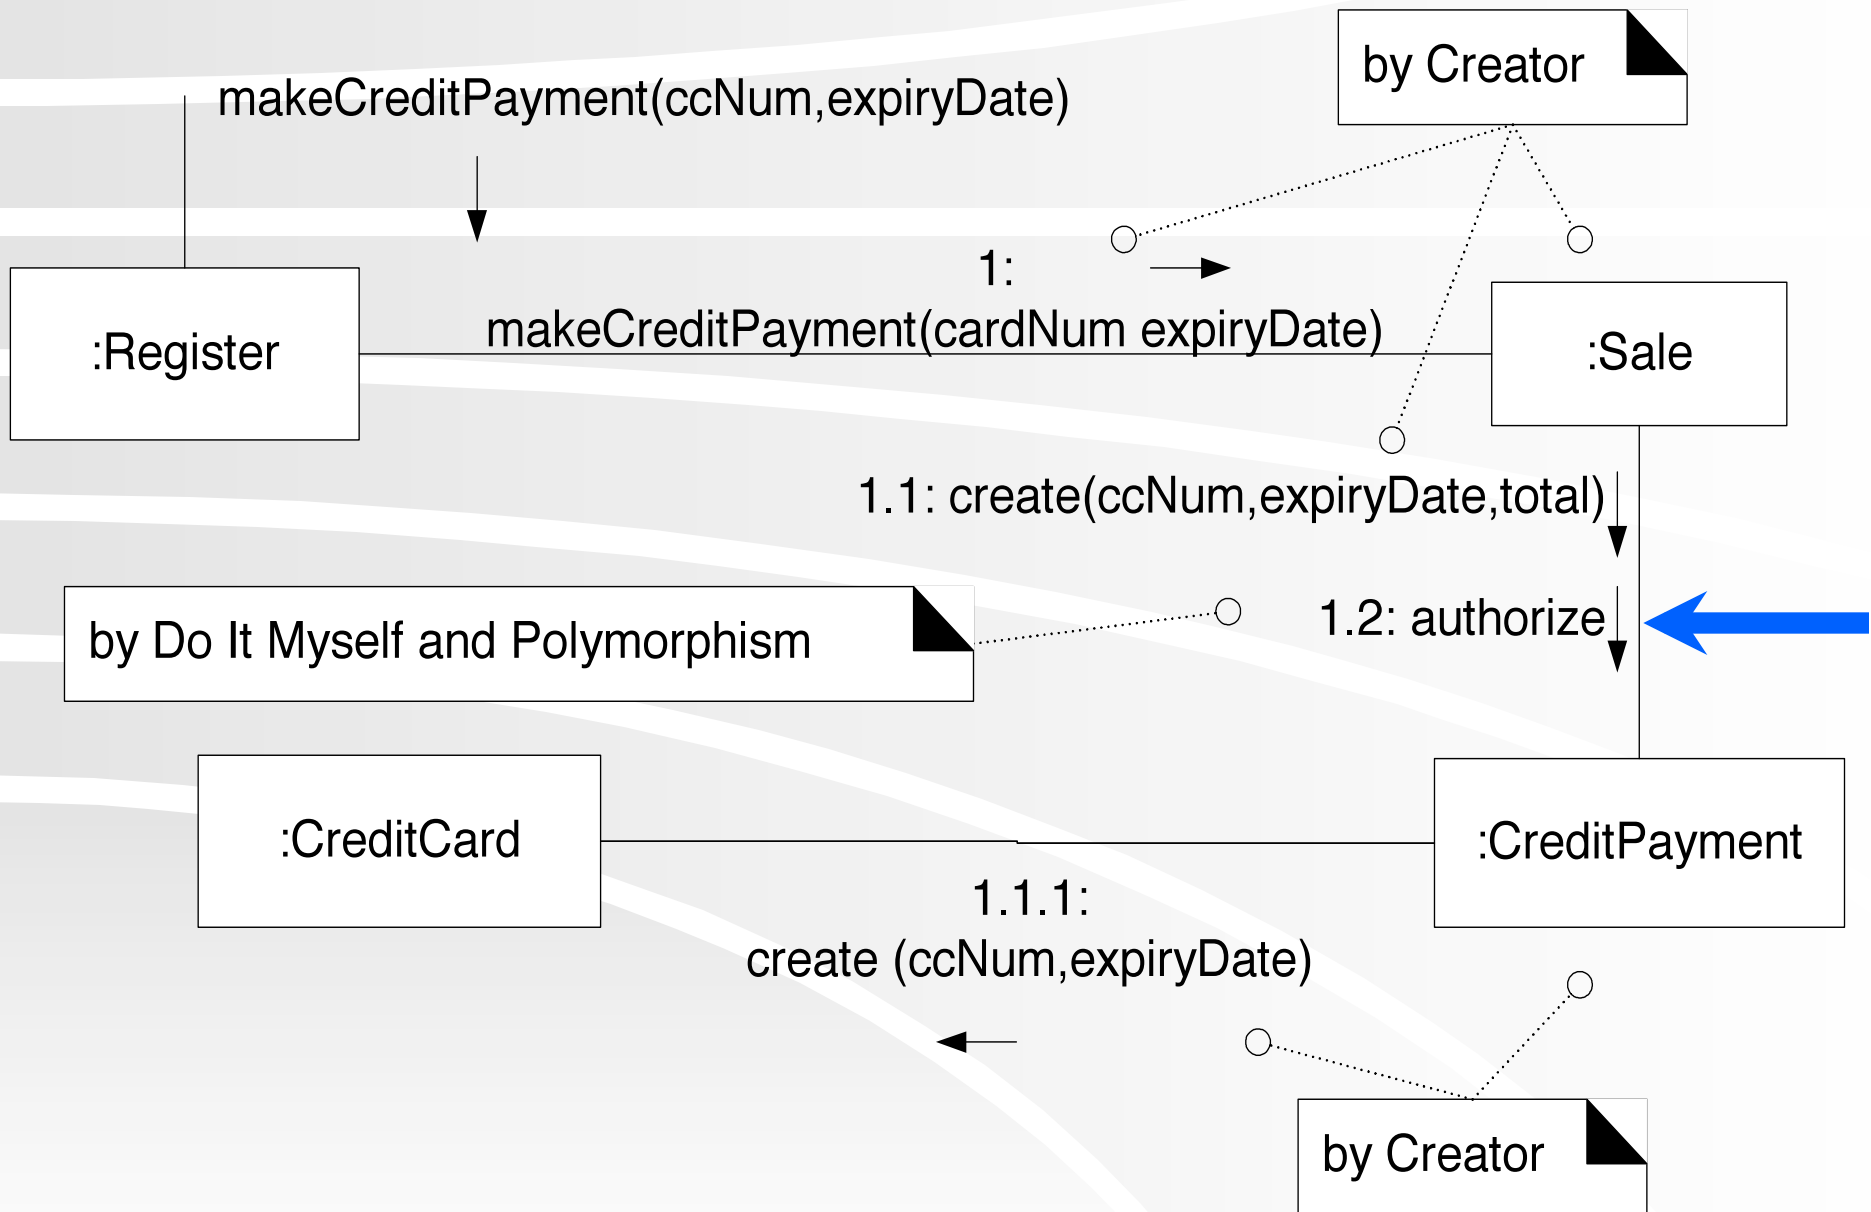 by Creator
makeCreditPayment(ccNum,expiryDate)
1:
makeCreditPayment(cardNum expiryDate)
:Register
:Sale
1.1: create(ccNum,expiryDate,total)
1.2: authorize
by Do It Myself and Polymorphism
:CreditCard
:CreditPayment
1.1.1:
create (ccNum,expiryDate)
by Creator